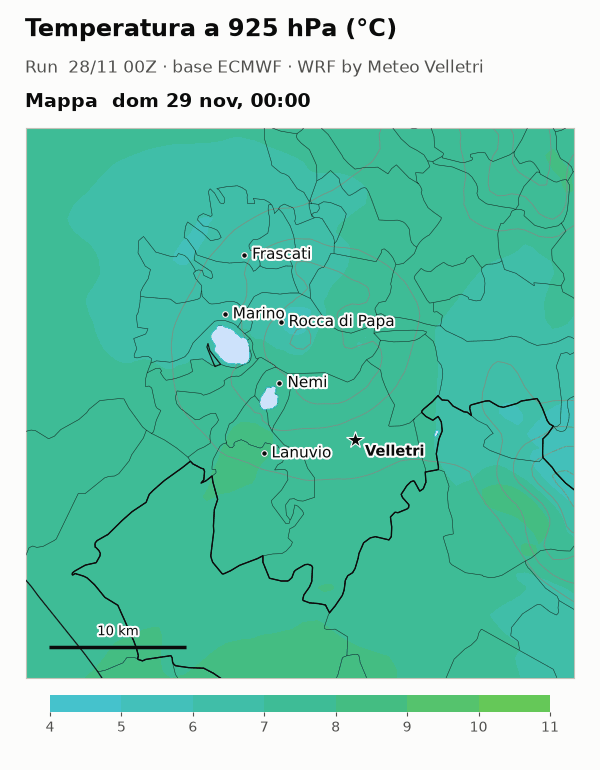 Temperatura a 925 hPa (°C)
Run  28/11 00Z · base ECMWF · WRF by Meteo Velletri
Mappa  dom 29 nov, 00:00
Frascati
Marino
Rocca di Papa
Nemi
Velletri
Lanuvio
10 km
4 5 6 7 8 9 10 11